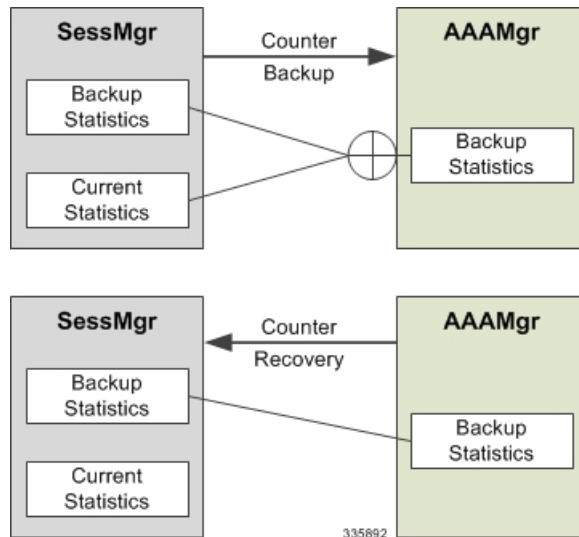 SessMgr
Counter
Backup
AAAMgr
Backup
Statistics
Current
Statistics
Backup
Statistics
SessMgr
Counter
Recovery
AAAMgr
Backup
Statistics
Current
Statistics
Backup
Statistics
335892